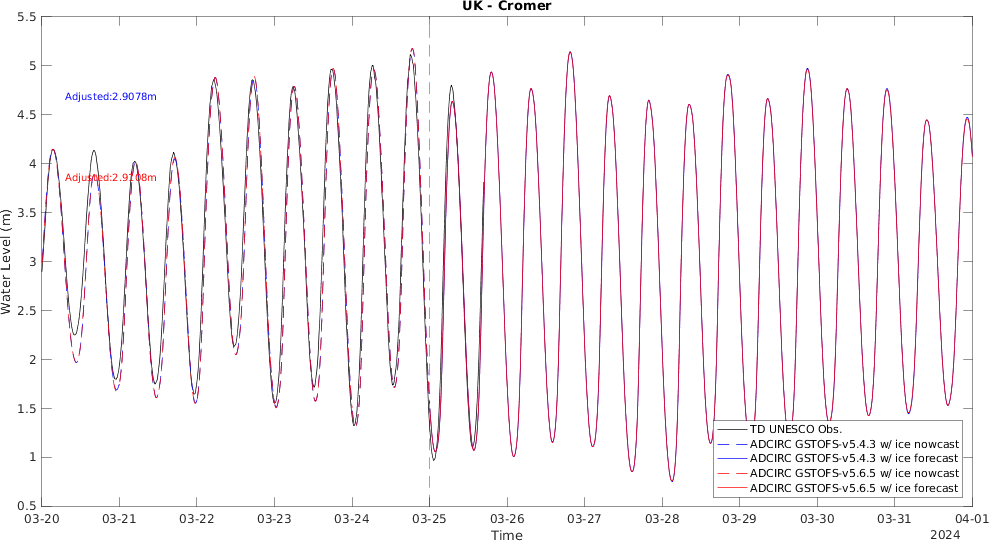 UK - Cromer
5.5
5
4.5
4
3.5
3
2.5
2
1.5
1
0.5
Water Level (m)
Adjusted:2.9078m
Adjusted:2.9108m
TD UNESCO Obs.
ADCIRC GSTOFS-v5.4.3 w/ ice nowcast
ADCIRC GSTOFS-v5.4.3 w/ ice forecast
ADCIRC GSTOFS-v5.6.5 w/ ice nowcast
ADCIRC GSTOFS-v5.6.5 w/ ice forecast
03-20 03-21 03-22 03-23 03-24 03-25 03-26 03-27 03-28 03-29 03-30 03-31 04-01
Time
2024